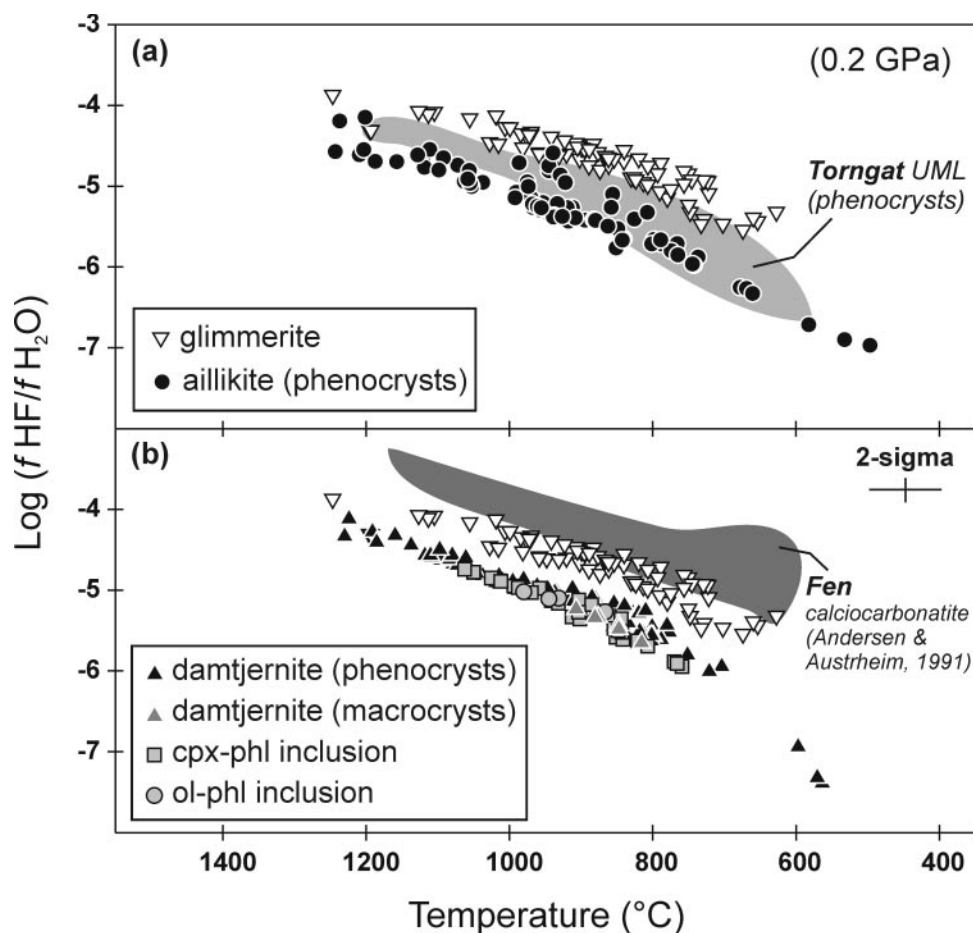 -3
(a)
(0.2 GPa)
-4
-5
Torngat UML
(phenocrysts)
-6
-7
glimmerite
aillikite (phenocrysts)
Log (f HF/f H₂O)
(b)
2-sigma
-4
-5
Fen
calciocarbonatite
(Andersen &
Austrheim, 1991)
-6
-7
damtjernite (phenocrysts)
damtjernite (macrocrysts)
cpx-phl inclusion
ol-phl inclusion
1400 1200 1000 800 600 400
Temperature (°C)